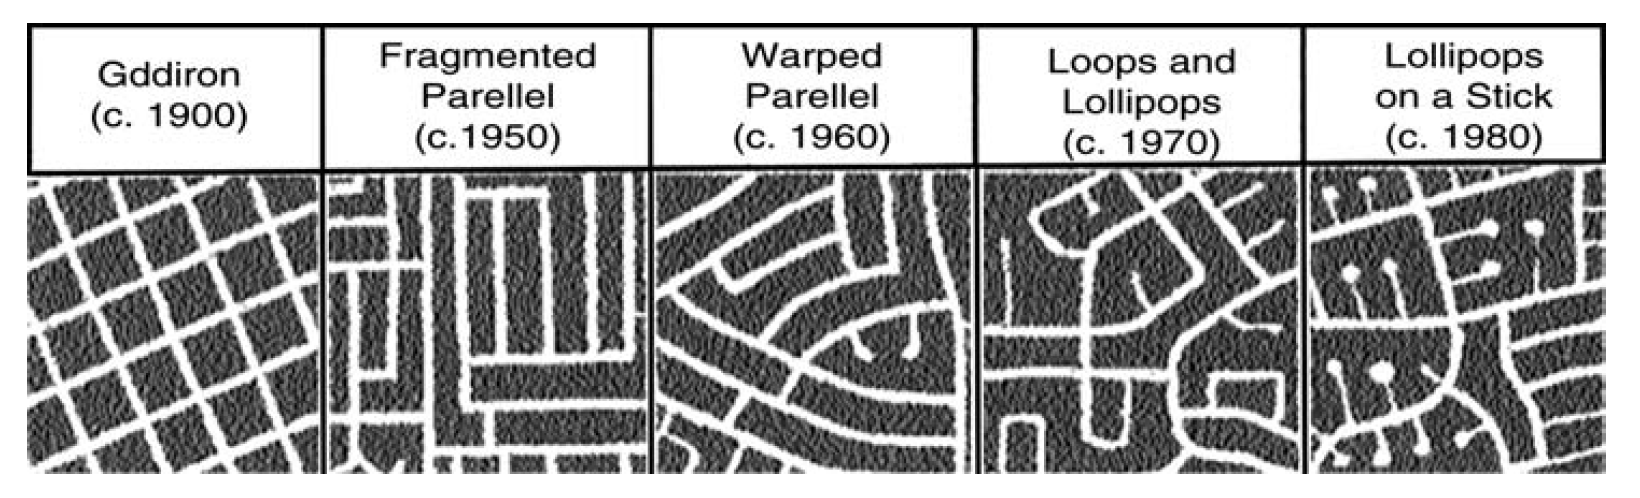 Gddiron
(c. 1900)
Fragmented
Parellel
(c.1950)
Warped
Parellel
(c. 1960)
Loops and
Lollipops
(c. 1970)
Lollipops
on a Stick
(c. 1980)